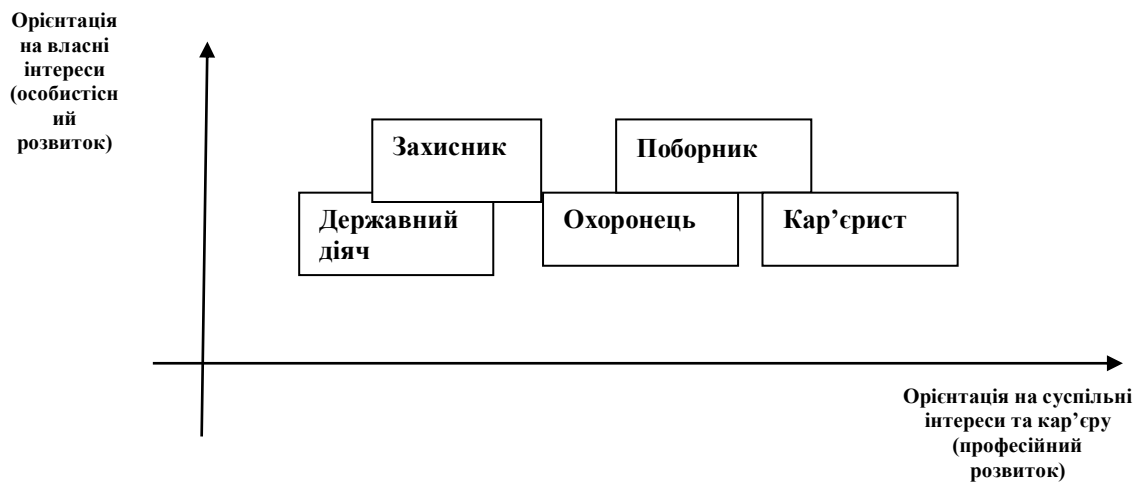 Орієнтація
на власні
інтереси
(особистісн
ий
розвиток)
Захисник
Поборник
Державний
діяч
Охоронець
Кар’єрист
Орієнтація на суспільні
інтереси та кар’єру
(професійний
розвиток)